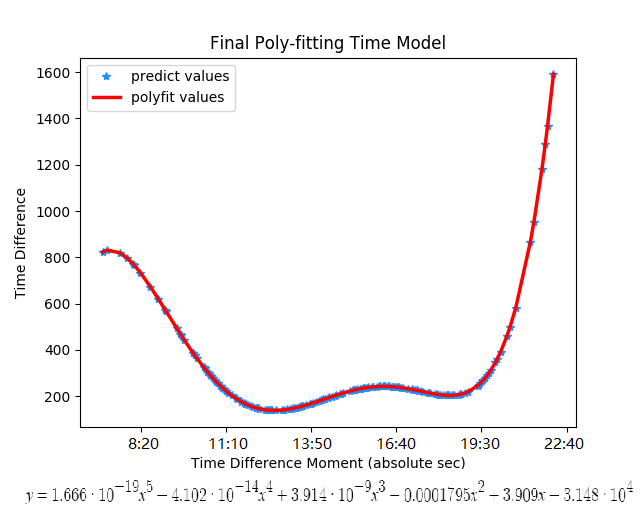 Final Poly-fitting Time Model
predict values
polyfit values
1600
1400
1200
1000
800
600
400
200
Time Difference
8:20 11:10 13:50 16:40 19:30 22:40
Time Difference Moment (absolute sec)
y = 1.666 · 10^{-19}x^{5} − 4.102 · 10^{-14}x^{4} + 3.914 · 10^{-9}x^{3} − 0.0001795x^{2} + 3.909x − 3.148 · 10^{4}